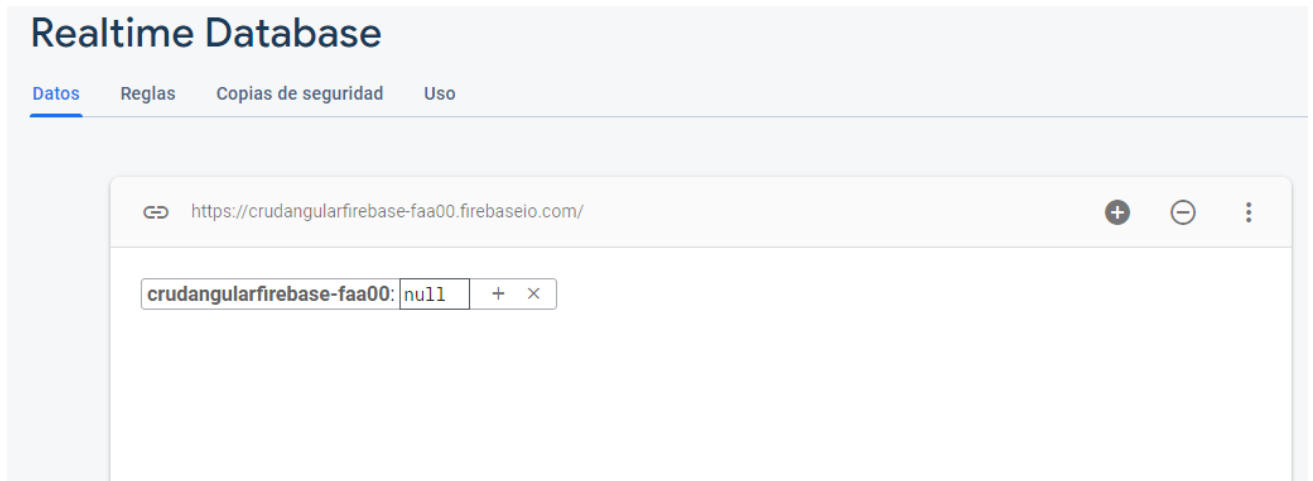 Realtime Database
Datos Reglas Copias de seguridad Uso
https://crudangularfirebase-faa00.firebaseio.com/
crudangularfirebase-faa00: null